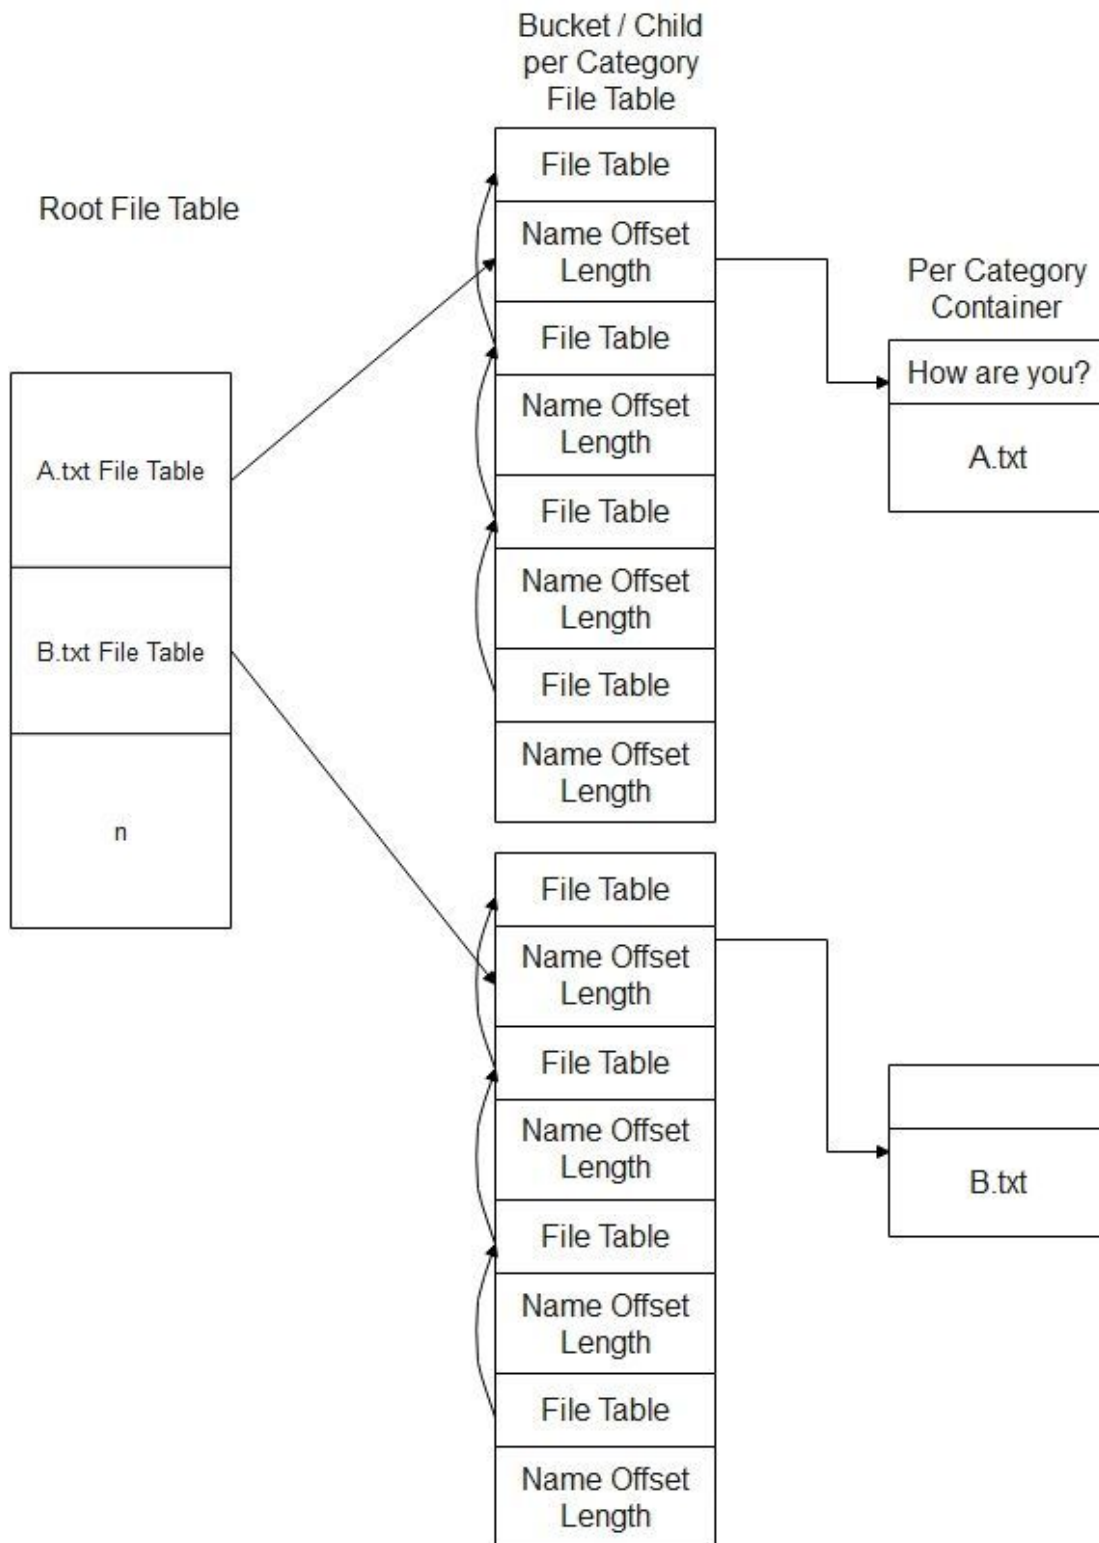 Bucket / Child
per Category
File Table
Root File Table
A.txt File Table
B.txt File Table
n
File Table
Name Offset
Length
File Table
Name Offset
Length
File Table
Name Offset
Length
File Table
Name Offset
Length
File Table
Name Offset
Length
File Table
Name Offset
Length
File Table
Name Offset
Length
File Table
Name Offset
Length
Per Category
Container
How are you?
A.txt
B.txt